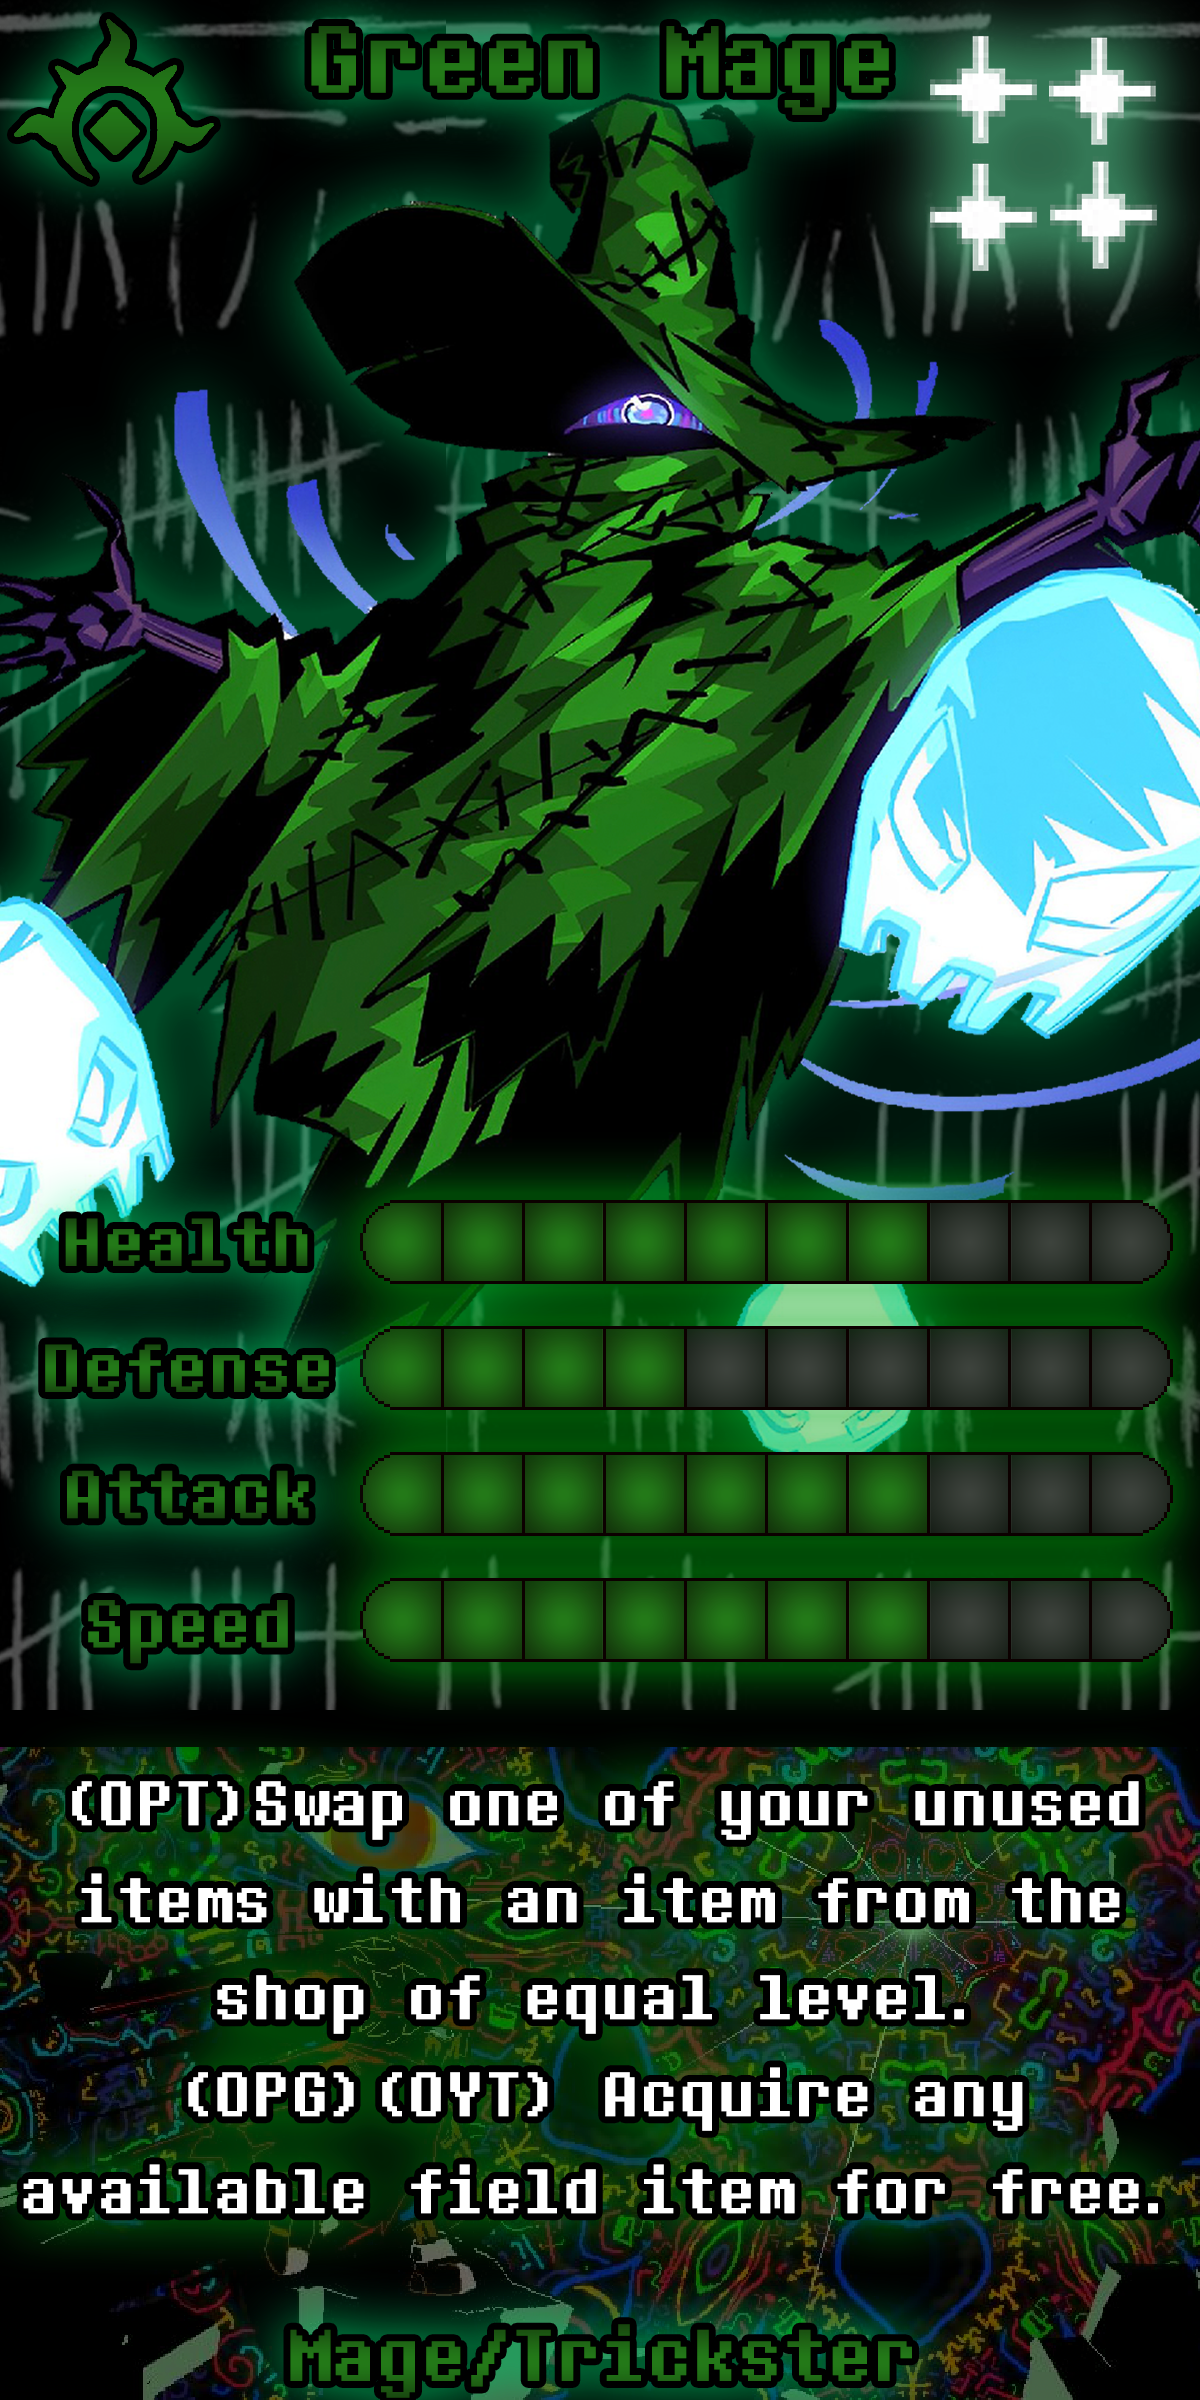 Green Mage
Health
Defense
Attack
Speed
(OPT)Swap one of your unused
items with an item from the
shop of equal level.
(OPG)(OYT) Acquire any
available field item for free.
Mage/Trickster